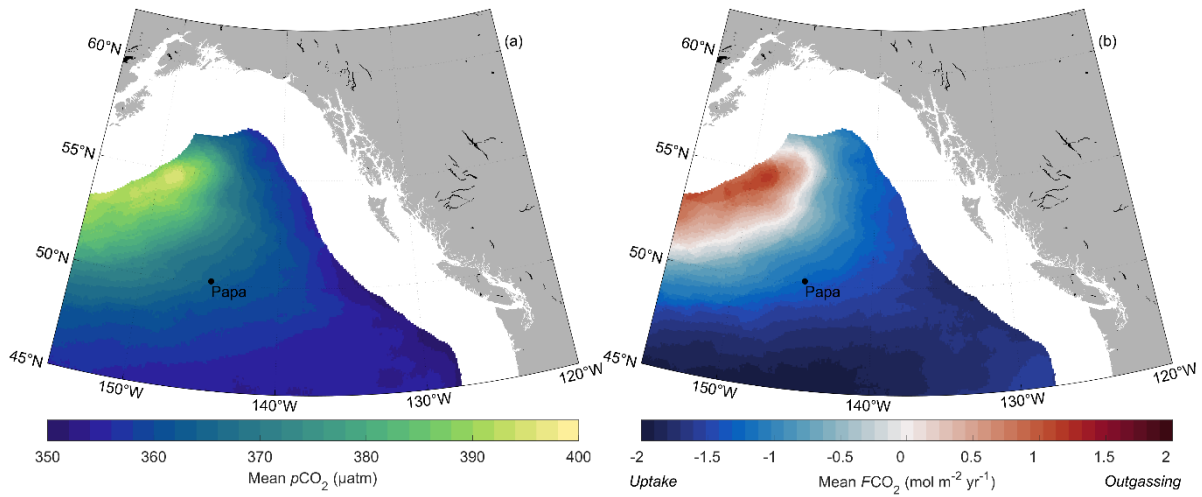 (a)
60°N
55°N
50°N
45°N
Papa
150°W
140°W
130°W
120°W
350 360 370 380 390 400
Mean pCO₂ (µatm)
(b)
60°N
55°N
50°N
45°N
Papa
150°W
140°W
130°W
120°W
-2 -1.5 -1 -0.5 0 0.5 1 1.5 2
Uptake Mean FCO₂ (mol m⁻² yr⁻¹) Outgassing